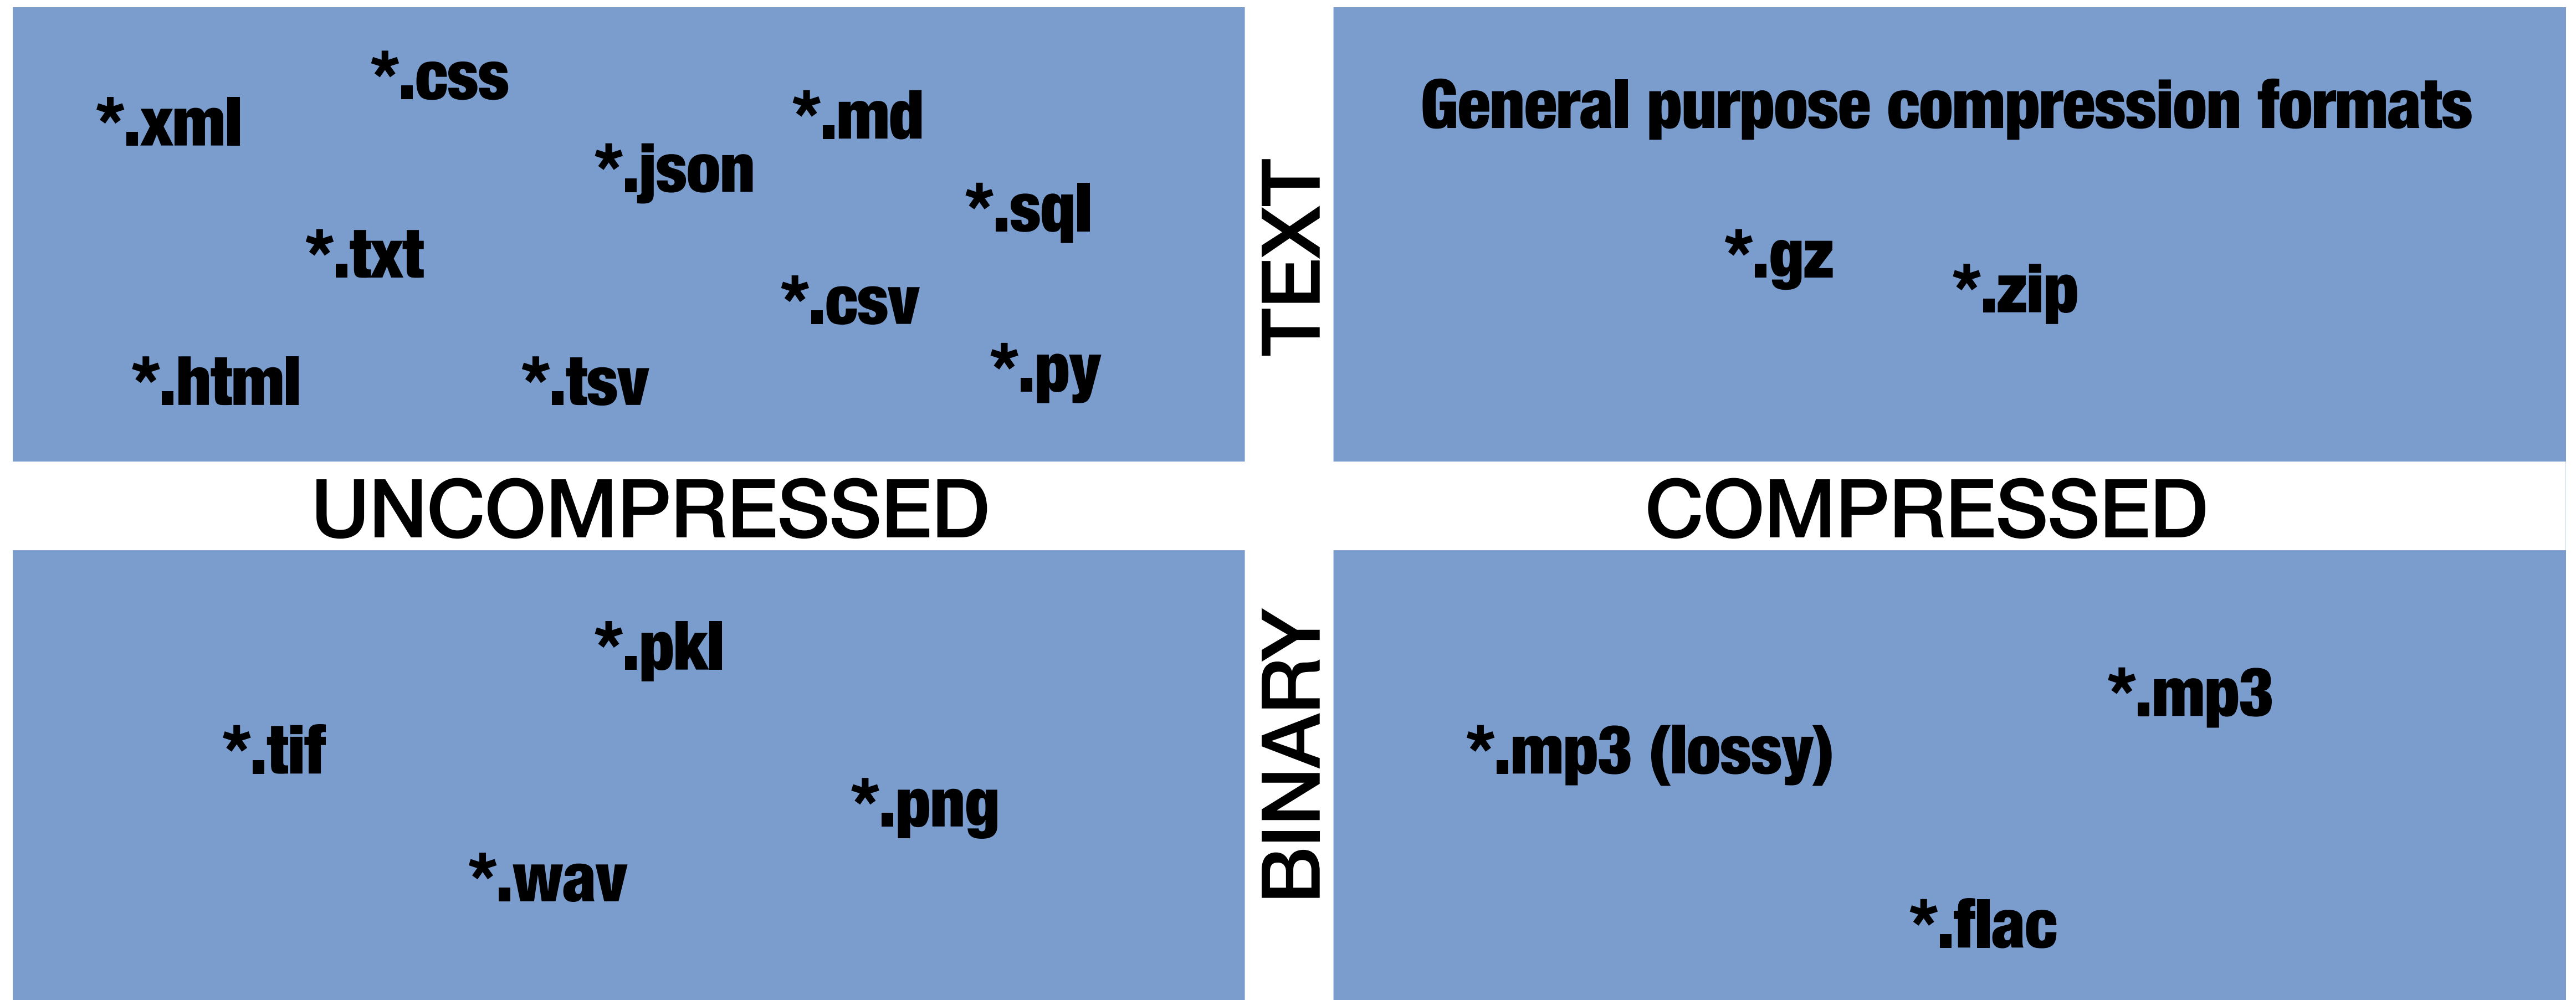 *.css
*.xml
*.md
*.json
*.sql
*.txt
*.csv
*.html
*.tsv
*.py
TEXT
General purpose compression formats
*.gz
*.zip
UNCOMPRESSED
COMPRESSED
*.pkl
*.tif
*.png
*.wav
BINARY
*.mp3
*.mp3 (lossy)
*.flac